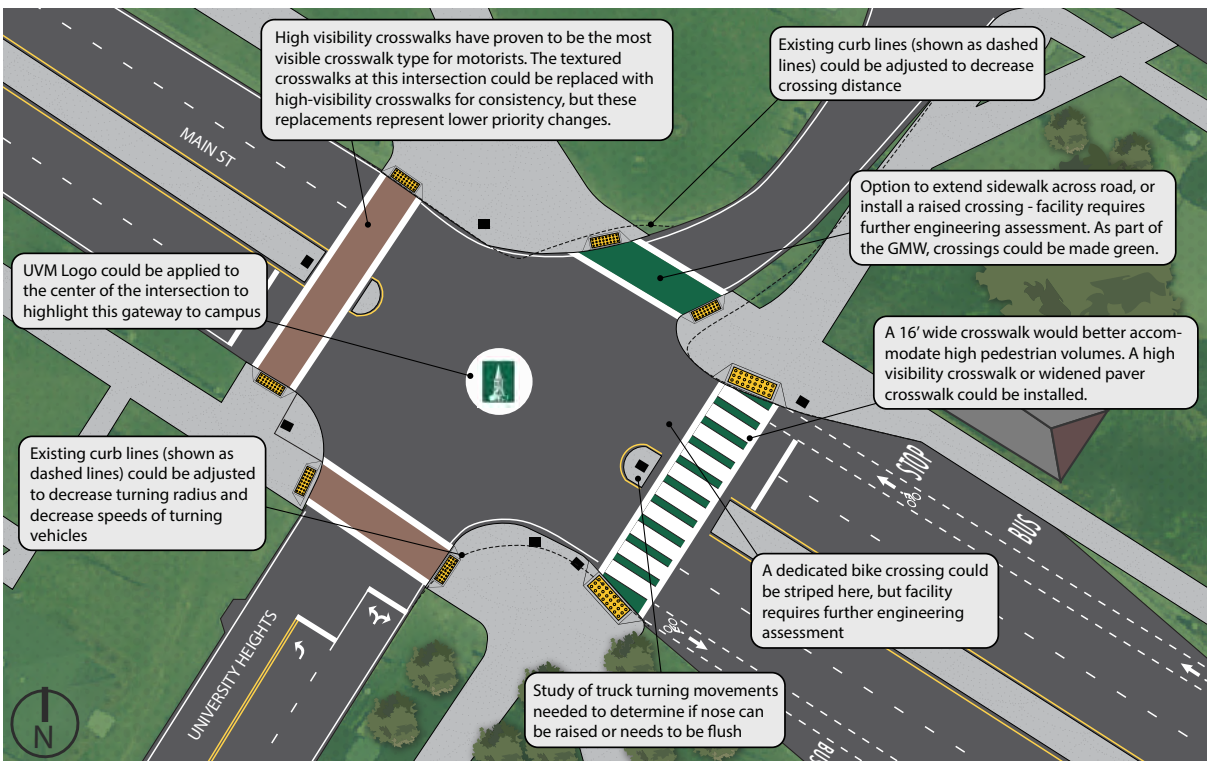 High visibility crosswalks have proven to be the most
visible crosswalk type for motorists. The textured
crosswalks at this intersection could be replaced with
high-visibility crosswalks for consistency, but these
replacements represent lower priority changes.
Existing curb lines (shown as dashed
lines) could be adjusted to decrease
crossing distance
MAIN ST
Option to extend sidewalk across road, or
install a raised crossing - facility requires
further engineering assessment. As part of
the GMW, crossings could be made green.
UVM Logo could be applied to
the center of the intersection to
highlight this gateway to campus
A 16' wide crosswalk would better accom-
modate high pedestrian volumes. A high
visibility crosswalk or widened paver
crosswalk could be installed.
Existing curb lines (shown as
dashed lines) could be adjusted
to decrease turning radius and
decrease speeds of turning
vehicles
STOP
BUS
A dedicated bike crossing could
be striped here, but facility
requires further engineering
assessment
UNIVERSITY HEIGHTS
Study of truck turning movements
needed to determine if nose can
be raised or needs to be flush
BUS
N